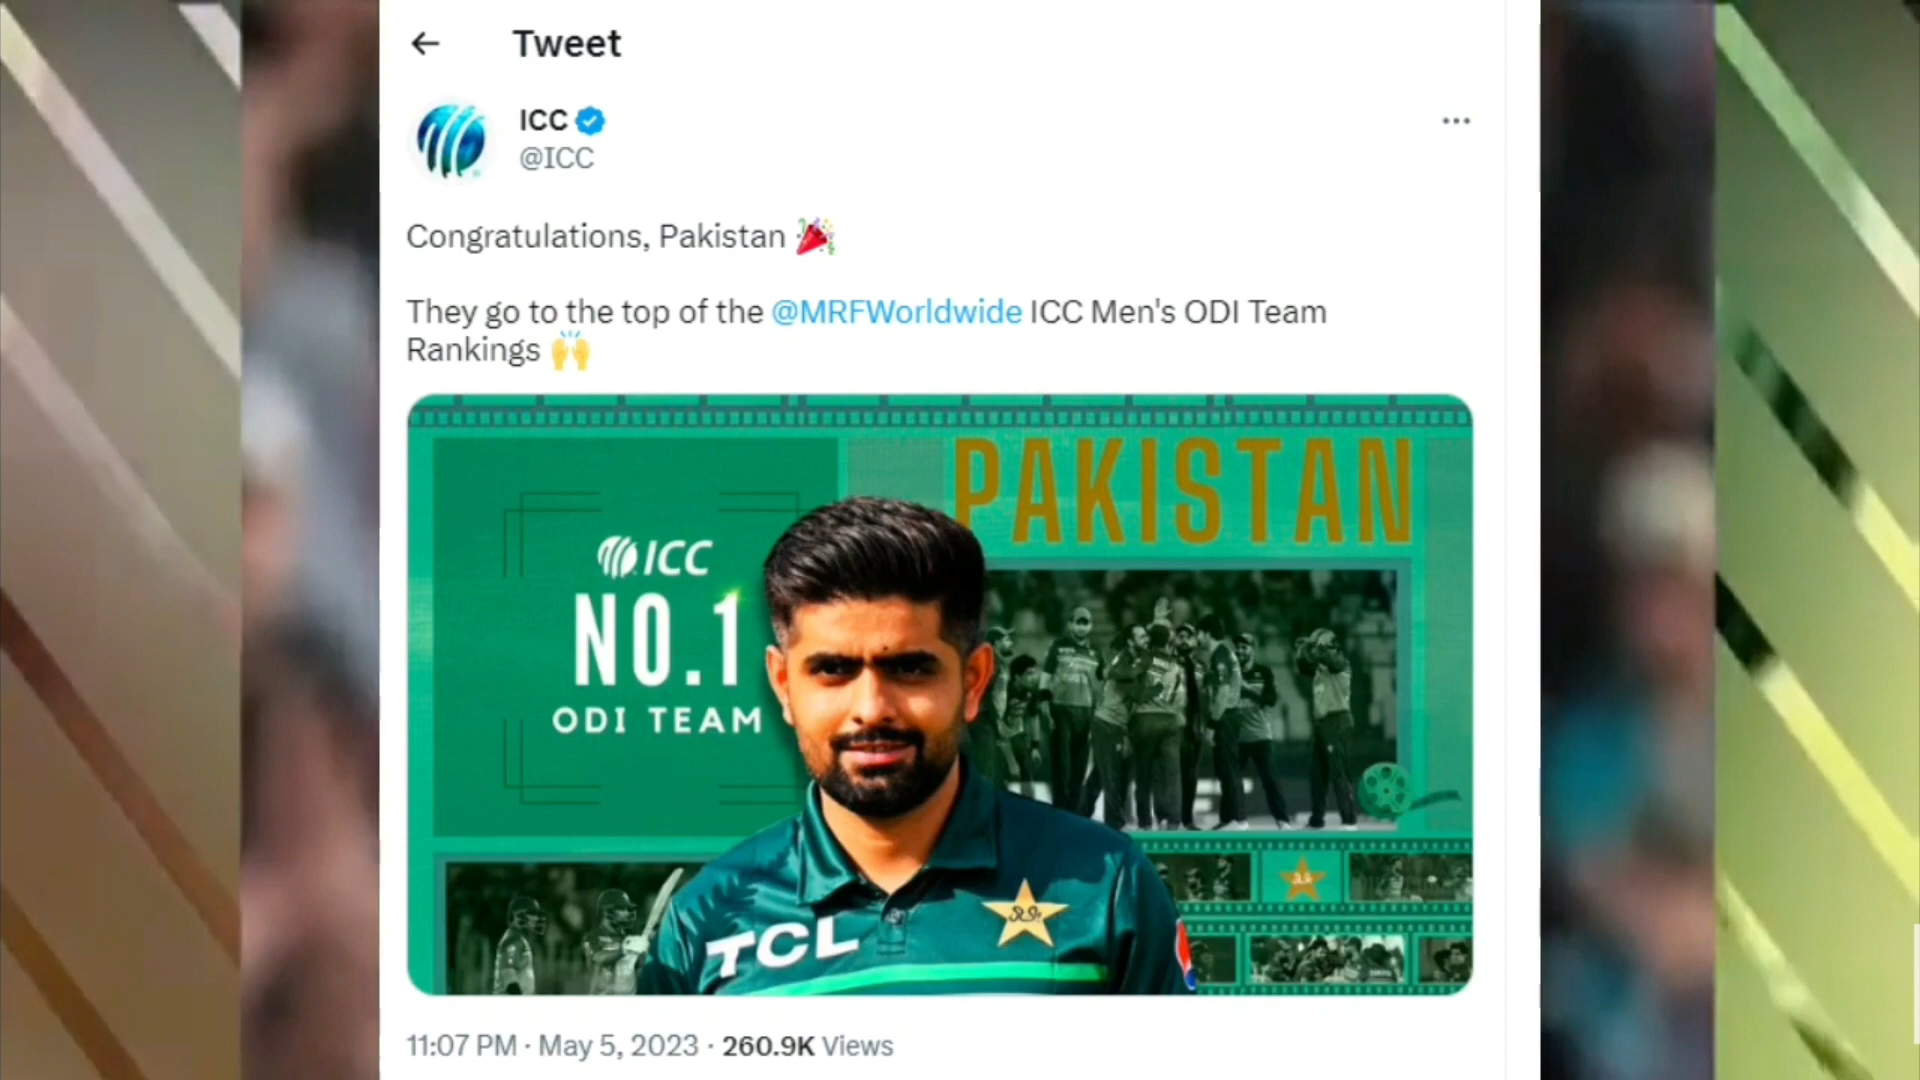 ← Tweet
ICC
@ICC
Congratulations, Pakistan 🎉
They go to the top of the @MRFWorldwide ICC Men's ODI Team
Rankings 🙌
PAKISTAN
ICC
NO.1
ODI TEAM
TCL
11:07 PM · May 5, 2023 · 260.9K Views